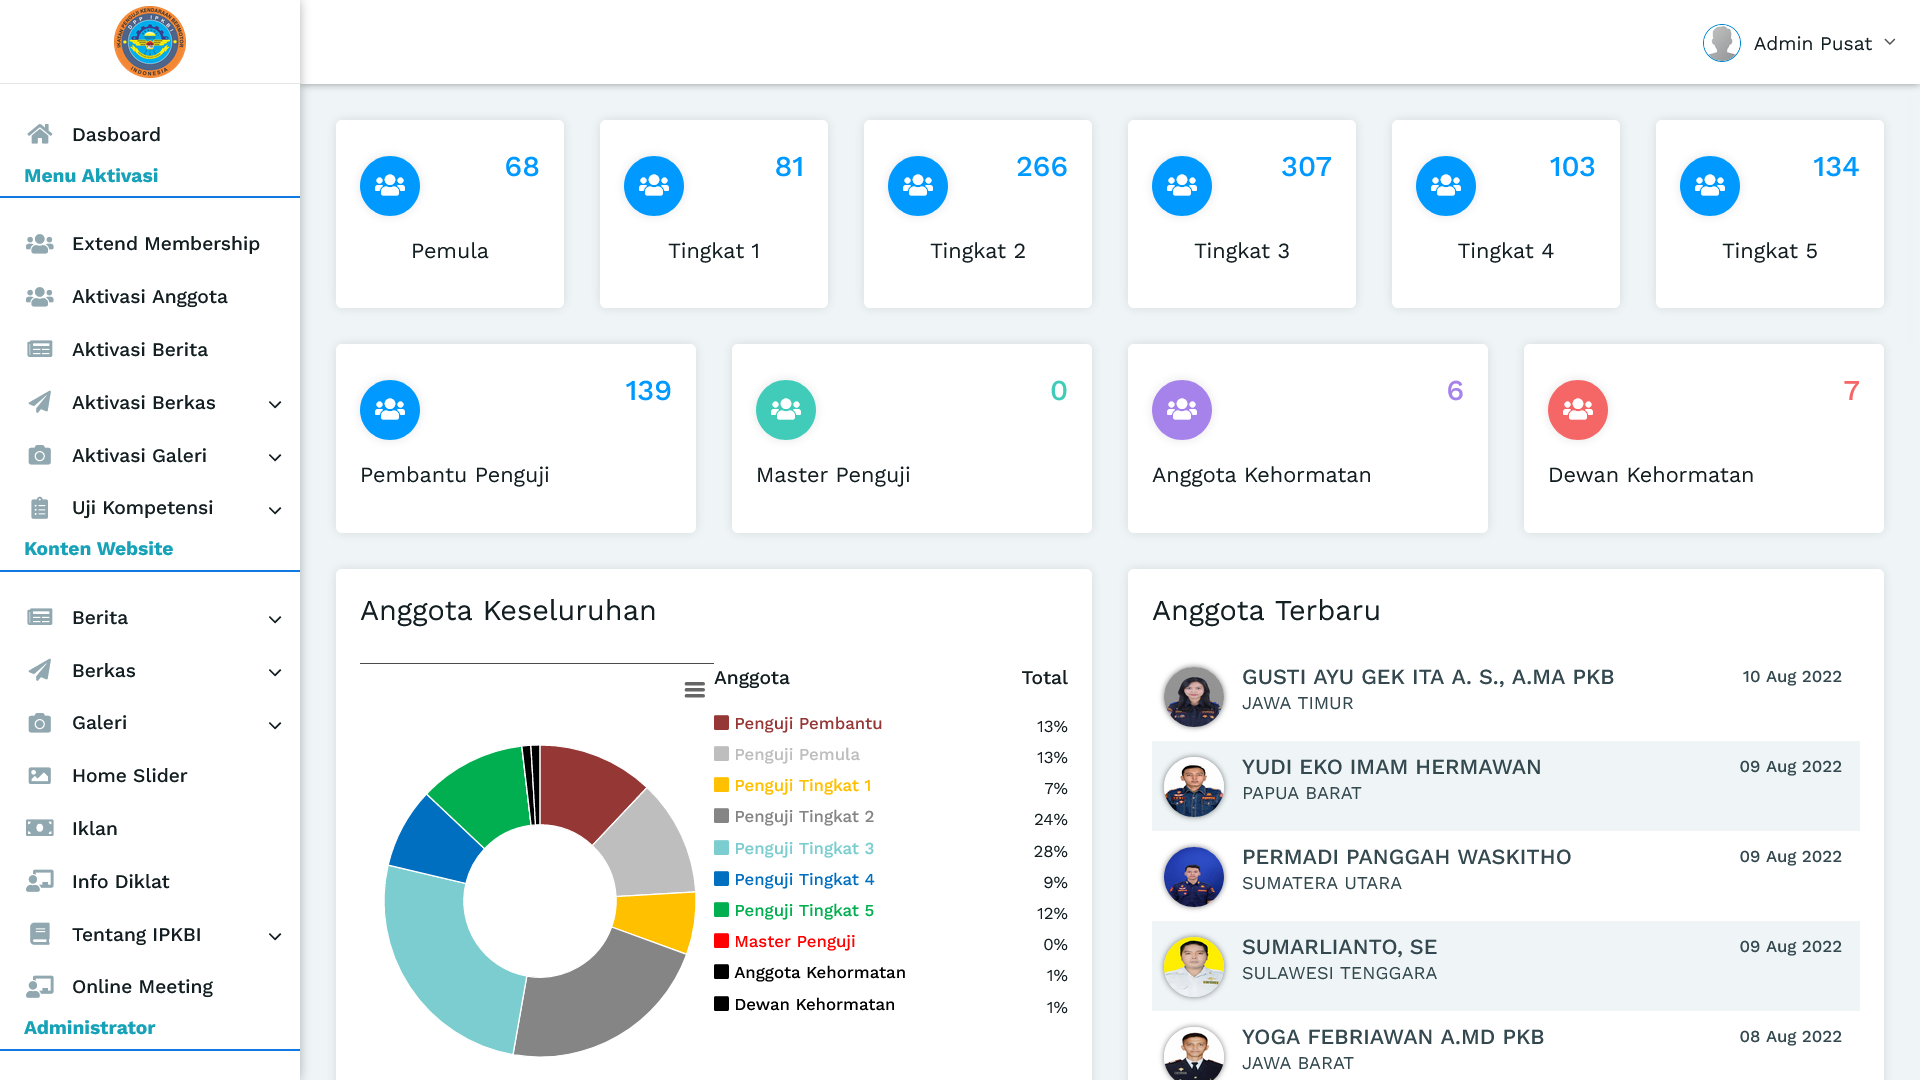 DPP IPKBI
IKATAN PENGUJI KENDARAAN BERMOTOR
INDONESIA
Admin Pusat
Dasboard
Menu Aktivasi
Extend Membership
Aktivasi Anggota
Aktivasi Berita
Aktivasi Berkas
Aktivasi Galeri
Uji Kompetensi
Konten Website
Berita
Berkas
Galeri
Home Slider
Iklan
Info Diklat
Tentang IPKBI
Online Meeting
Administrator
68
Pemula
81
Tingkat 1
266
Tingkat 2
307
Tingkat 3
103
Tingkat 4
134
Tingkat 5
139
Pembantu Penguji
0
Master Penguji
6
Anggota Kehormatan
7
Dewan Kehormatan
Anggota Keseluruhan
Anggota Total
Penguji Pembantu 13%
Penguji Pemula 13%
Penguji Tingkat 1 7%
Penguji Tingkat 2 24%
Penguji Tingkat 3 28%
Penguji Tingkat 4 9%
Penguji Tingkat 5 12%
Master Penguji 0%
Anggota Kehormatan 1%
Dewan Kehormatan 1%
Anggota Terbaru
GUSTI AYU GEK ITA A. S., A.MA PKB 10 Aug 2022
JAWA TIMUR
YUDI EKO IMAM HERMAWAN 09 Aug 2022
PAPUA BARAT
PERMADI PANGGAH WASKITHO 09 Aug 2022
SUMATERA UTARA
SUMARLIANTO, SE 09 Aug 2022
SULAWESI TENGGARA
YOGA FEBRIAWAN A.MD PKB 08 Aug 2022
JAWA BARAT